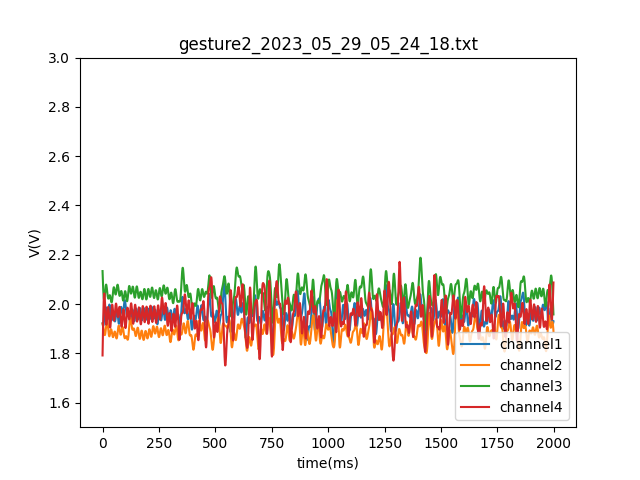 gesture2_2023_05_29_05_24_18.txt
3.0
2.8
2.6
2.4
2.2
2.0
1.8
1.6
V(V)
channel1
channel2
channel3
channel4
0 250 500 750 1000 1250 1500 1750 2000
time(ms)